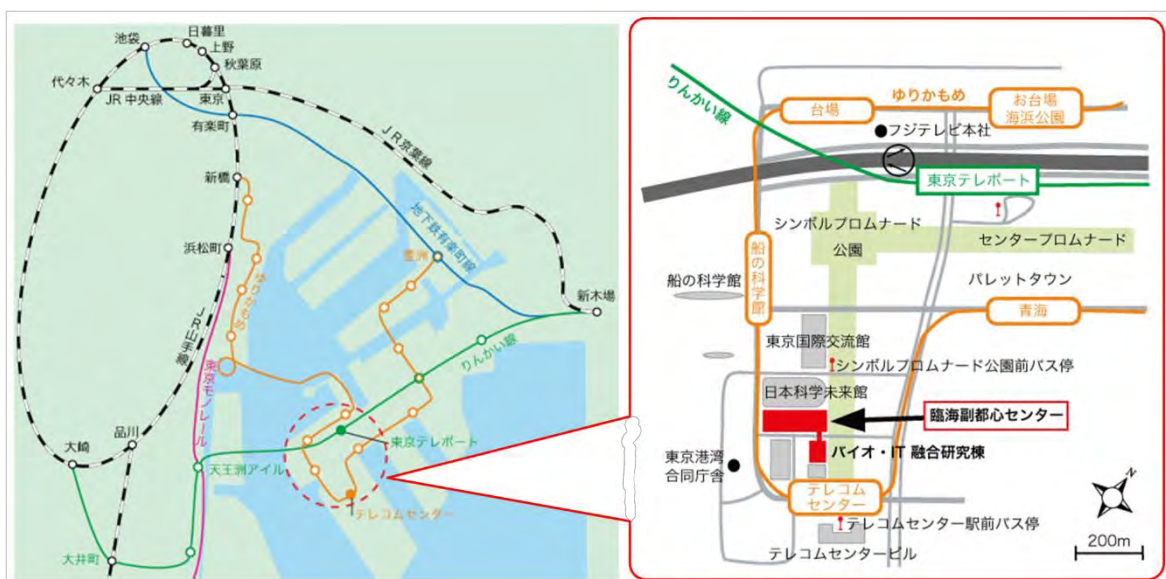 池袋
日暮里
上野
秋葉原
代々木
JR 中央線
東京
有楽町
JR京葉線
新橋
地下鉄有楽町線
浜松町
ゆりかもめ
豊洲
新木場
JR山手線
りんかい線
東京モノレール
大崎
品川
東京テレポート
天王洲アイル
テレコムセンター
大井町
りんかい線
ゆりかもめ
台場
お台場
海浜公園
フジテレビ本社
東京テレポート
シンボルプロムナード
公園
センタープロムナード
船の科学館
船の科学館
パレットタウン
青海
東京国際交流館
シンボルプロムナード公園前バス停
日本科学未来館
臨海副都心センター
バイオ・IT 融合研究棟
東京港湾
合同庁舎
テレコム
センター
テレコムセンター駅前バス停
テレコムセンタービル
N
200m